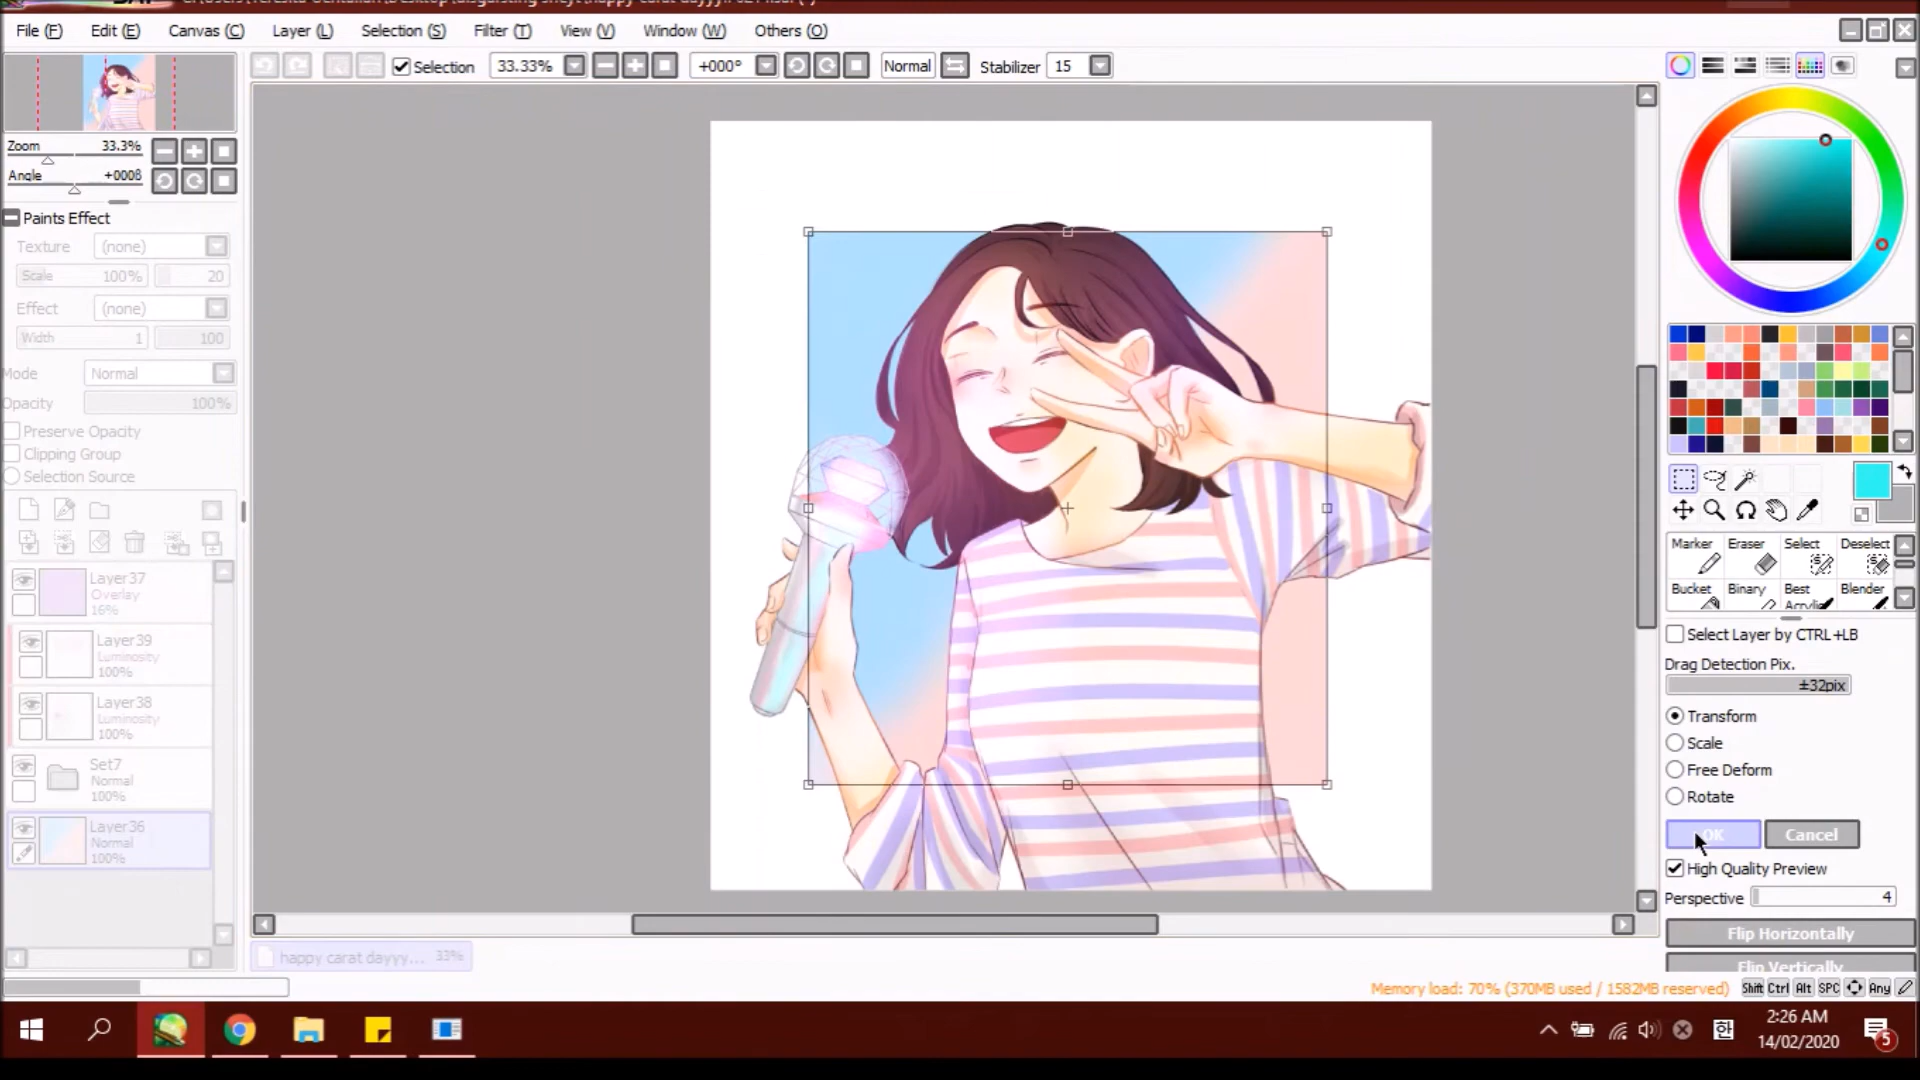 File (F) Edit (E) Canvas (C) Layer (L) Selection (S) Filter (T) View (V) Window (W) Others (O)
Selection 33.33% +000° Normal Stabilizer 15
Zoom 33.3%
Angle +000ß
Paints Effect
Texture (none)
Scale 100% 20
Effect (none)
Width 1 100
Mode Normal
Opacity 100%
Preserve Opacity
Clipping Group
Selection Source
Layer37
Overlay
16%
Layer39
Luminosity
100%
Layer38
Luminosity
100%
Set7
Normal
100%
Layer36
Normal
100%
Marker Eraser Select Deselect
Bucket Binary Best Blender
Acrylic
Select Layer by CTRL+LB
Drag Detection Pix.
±32pix
Transform
Scale
Free Deform
Rotate
OK Cancel
High Quality Preview
Perspective 4
Flip Horizontally
Flip Vertically
happy carat dayyy... 33%
Memory load: 70% (370MB used / 1582MB reserved) Shift Ctrl Alt SPC Any
한
2:26 AM
14/02/2020
5